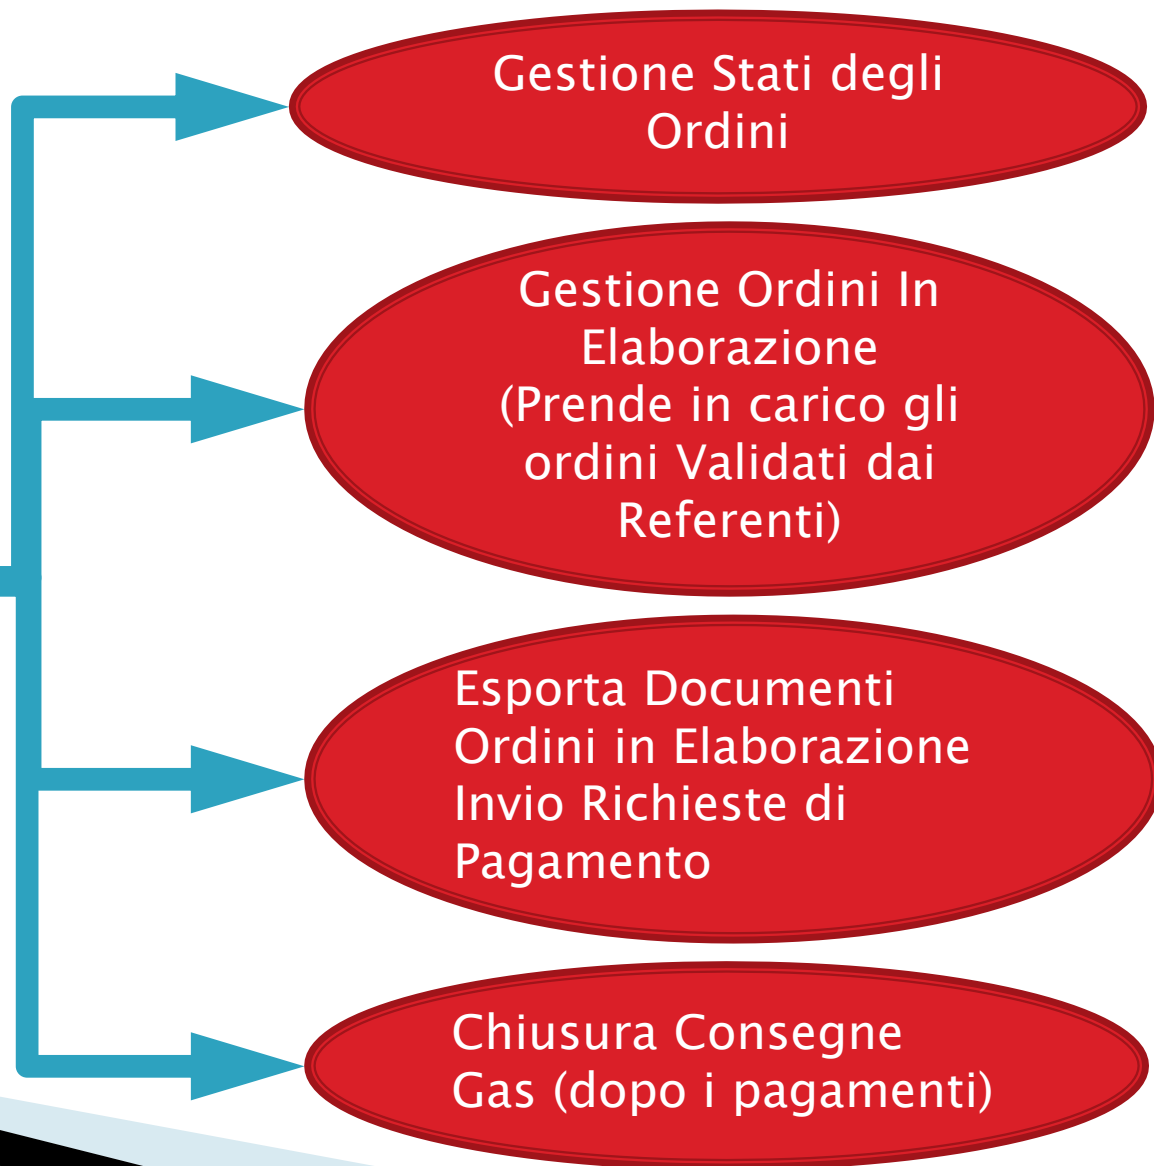 Gestione Stati degli
Ordini
Gestione Ordini In
Elaborazione
(Prende in carico gli
ordini Validati dai
Referenti)
Esporta Documenti
Ordini in Elaborazione
Invio Richieste di
Pagamento
Chiusura Consegne
Gas (dopo i pagamenti)